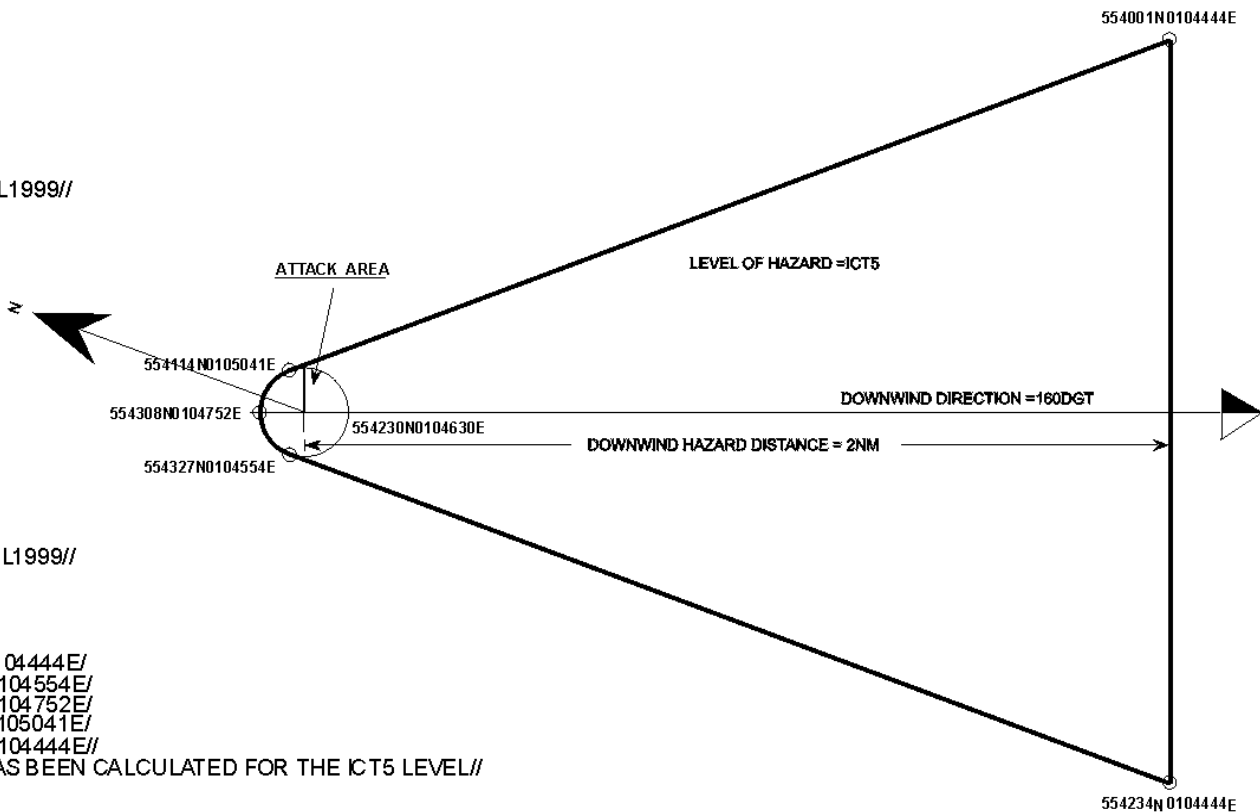 554001N0104444E
L1999//
ATTACK AREA
LEVEL OF HAZARD =ICT5
N
554414N0105041E
DOWNWIND DIRECTION =160DGT
554308N0104752E
554230N0104630E
DOWNWIND HAZARD DISTANCE = 2NM
554327N0104554E
L1999//
04444E/
104554E/
104752E/
105041E/
104444E//
AS BEEN CALCULATED FOR THE ICT5 LEVEL//
554234N0104444E